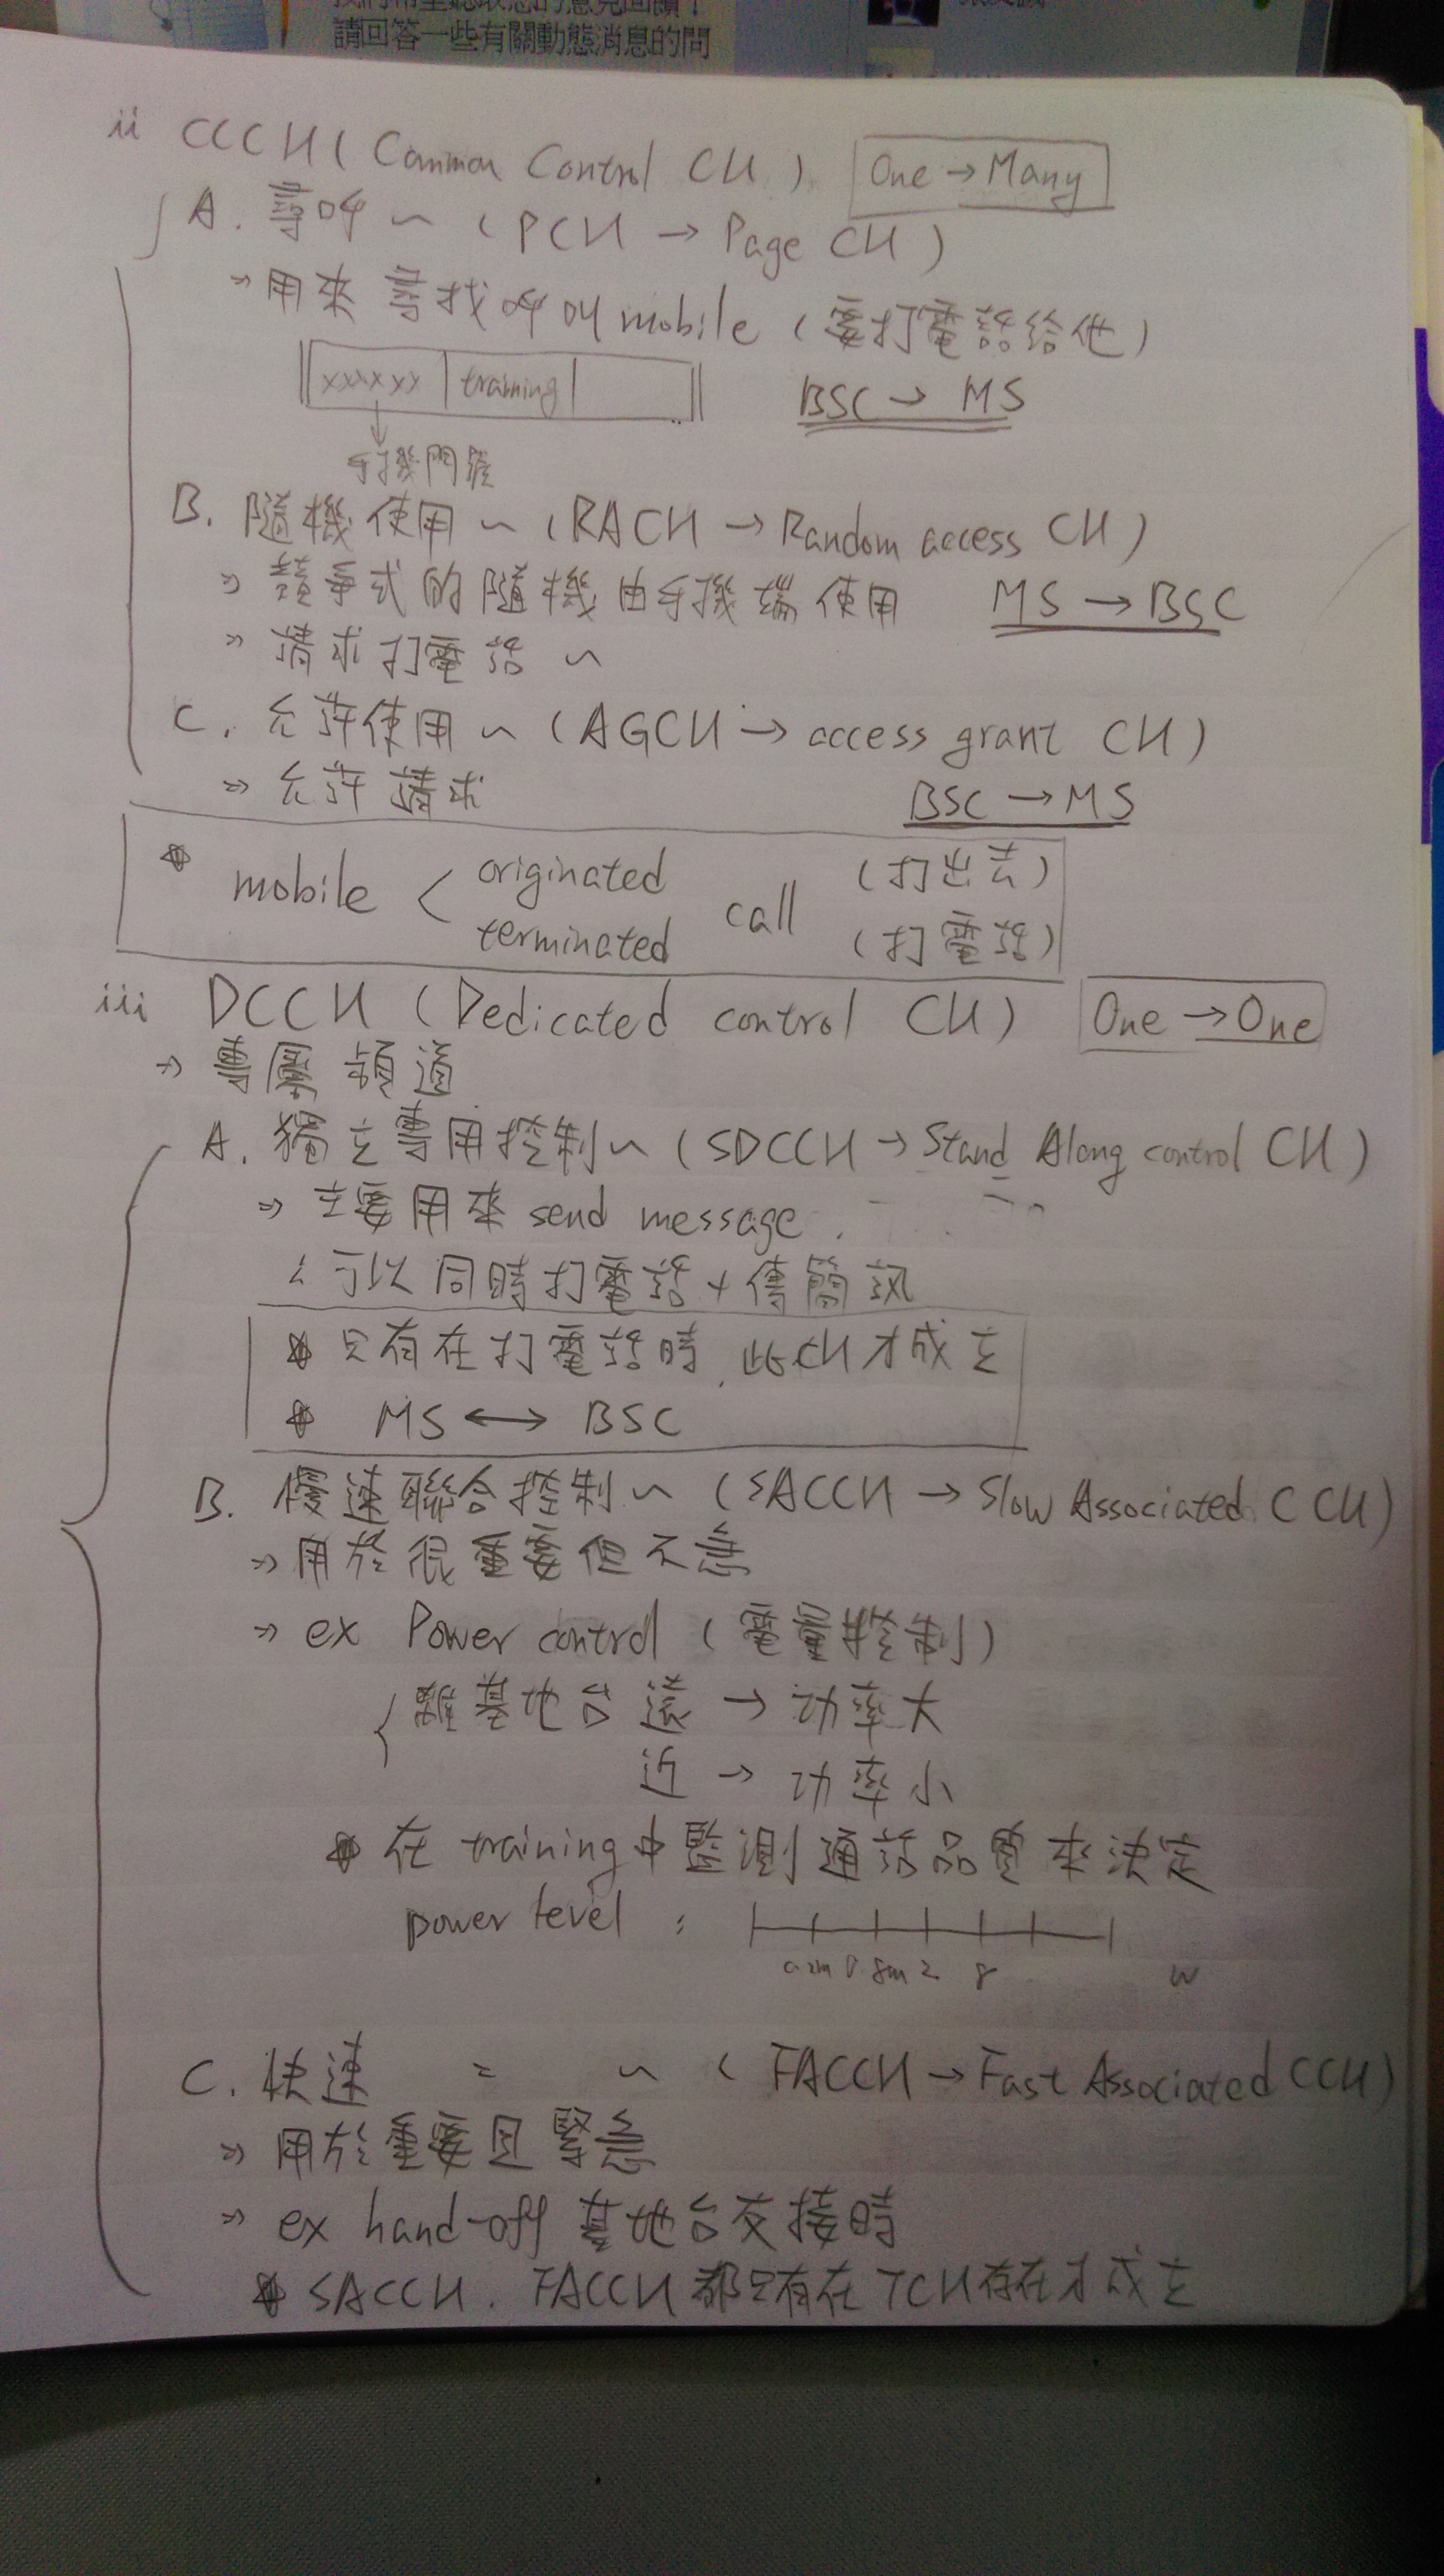 請回答一些有關動態消息的問
ii CCCH ( Common Control CH ) One → Many
A. 尋呼 ~ ( PCH → Page CH )
⇒ 用來尋找呼叫 mobile ( 要打電話給他 )
xxxxxx training
BSC → MS
手機門號
B. 隨機使用 ~ ( RACH → Random access CH )
⇒ 競爭式的隨機由手機端使用 MS → BSC
⇒ 請求打電話 ~
C. 允許使用 ~ ( AGCH → access grant CH )
⇒ 允許請求 BSC → MS
* mobile < originated call (打出去)
terminated (打電話)
iii DCCH ( Dedicated control CH ) One → One
⇒ 專屬頻道
A. 獨立專用控制 ~ ( SDCCH → Stand Along control CH )
⇒ 主要用來 send message.
∴ 可以同時打電話 + 傳簡訊
* 只有在打電話時, 此CH才成立
* MS ↔ BSC
B. 慢速聯合控制 ~ ( SACCH → Slow Associated CCH )
⇒ 用於很重要但不急
⇒ ex Power control ( 電量控制 )
{ 離基地台 遠 → 功率大
近 → 功率小
* 在 training 中監測通話品質來決定
power level :
2 8 W
C. 快速 = ~ ( FACCH → Fast Associated CCH )
⇒ 用於重要且緊急
⇒ ex hand-off 基地台交接時
* SACCH. FACCH 都只有在 TCH 存在才成立